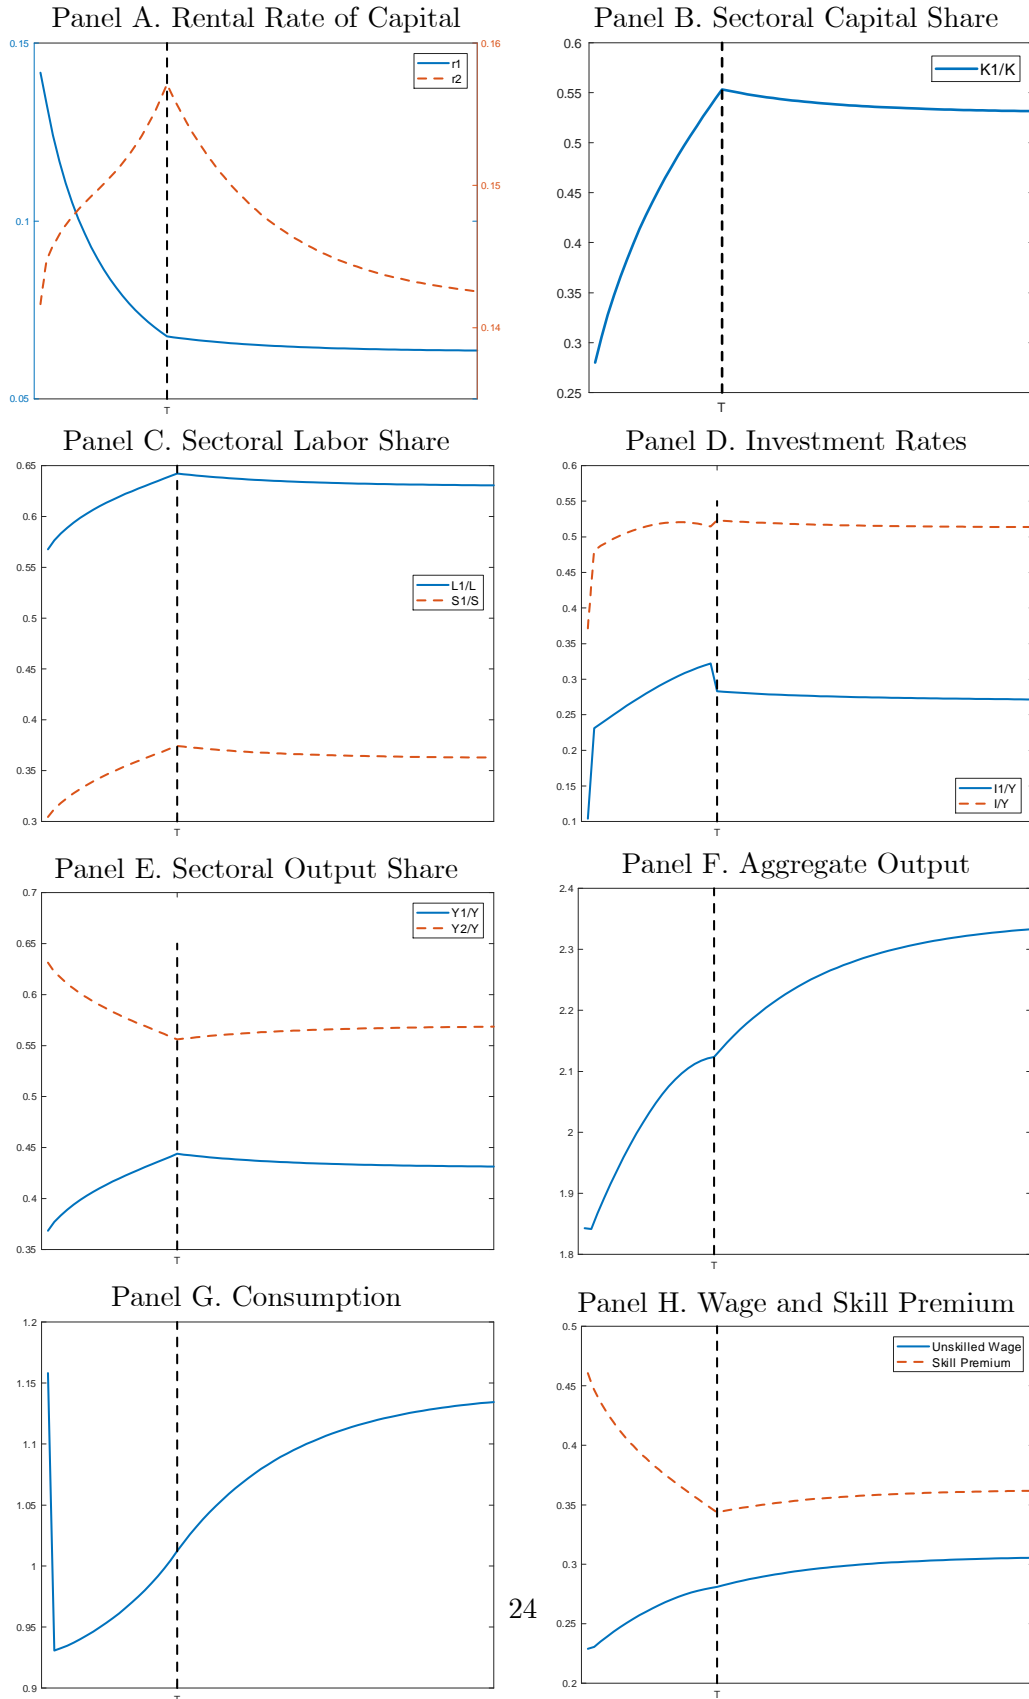 Panel A. Rental Rate of Capital
0.15
0.1
0.05
0.16
0.15
0.14
r1
r2
T
Panel B. Sectoral Capital Share
0.6
0.55
0.5
0.45
0.4
0.35
0.3
0.25
K1/K
T
Panel C. Sectoral Labor Share
0.65
0.6
0.55
0.5
0.45
0.4
0.35
0.3
L1/L
S1/S
T
Panel D. Investment Rates
0.6
0.55
0.5
0.45
0.4
0.35
0.3
0.25
0.2
0.15
0.1
I1/Y
I/Y
T
Panel E. Sectoral Output Share
0.7
0.65
0.6
0.55
0.5
0.45
0.4
0.35
Y1/Y
Y2/Y
T
Panel F. Aggregate Output
2.4
2.3
2.2
2.1
2
1.9
1.8
T
Panel G. Consumption
1.2
1.1
1.05
1
0.95
0.9
T
Panel H. Wage and Skill Premium
0.5
0.45
0.4
0.35
0.3
0.25
0.2
Unskilled Wage
Skill Premium
T
24